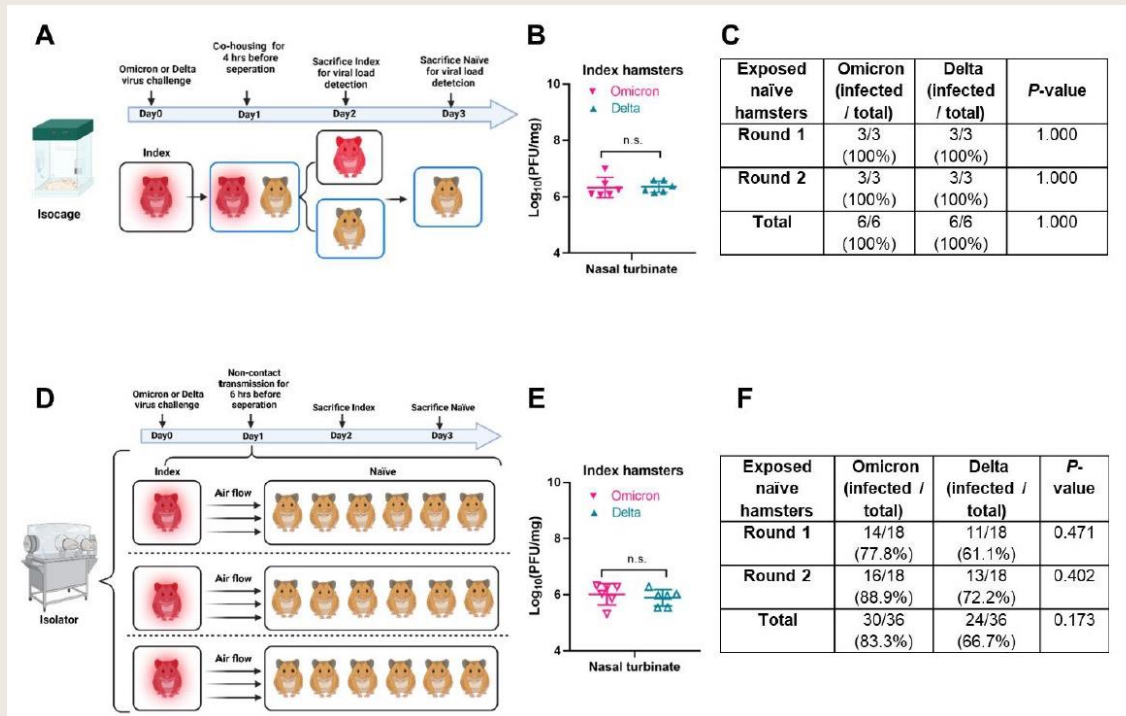 A
Co-housing for
4 hrs before
seperation
Omicron or Delta
virus challenge
Sacrifice Index
for viral load
detection
Sacrifice Naïve
for viral load
detetcion
Day0
Day1
Day2
Day3
Index
Isocage
B
Index hamsters
Omicron
Delta
n.s.
10
8
6
4
Log10(PFU/mg)
Nasal turbinate
C
Exposed naïve hamsters Omicron (infected / total) Delta (infected / total) P-value
Round 1 3/3 (100%) 3/3 (100%) 1.000
Round 2 3/3 (100%) 3/3 (100%) 1.000
Total 6/6 (100%) 6/6 (100%) 1.000
D
Non-contact
transmission for
6 hrs before
seperation
Omicron or Delta
virus challenge
Sacrifice Index
Sacrifice Naïve
Day0
Day1
Day2
Day3
Index
Naïve
Air flow
Air flow
Air flow
Isolator
E
Index hamsters
Omicron
Delta
n.s.
10
8
6
4
Log10(PFU/mg)
Nasal turbinate
F
Exposed naïve hamsters Omicron (infected / total) Delta (infected / total) P-value
Round 1 14/18 (77.8%) 11/18 (61.1%) 0.471
Round 2 16/18 (88.9%) 13/18 (72.2%) 0.402
Total 30/36 (83.3%) 24/36 (66.7%) 0.173